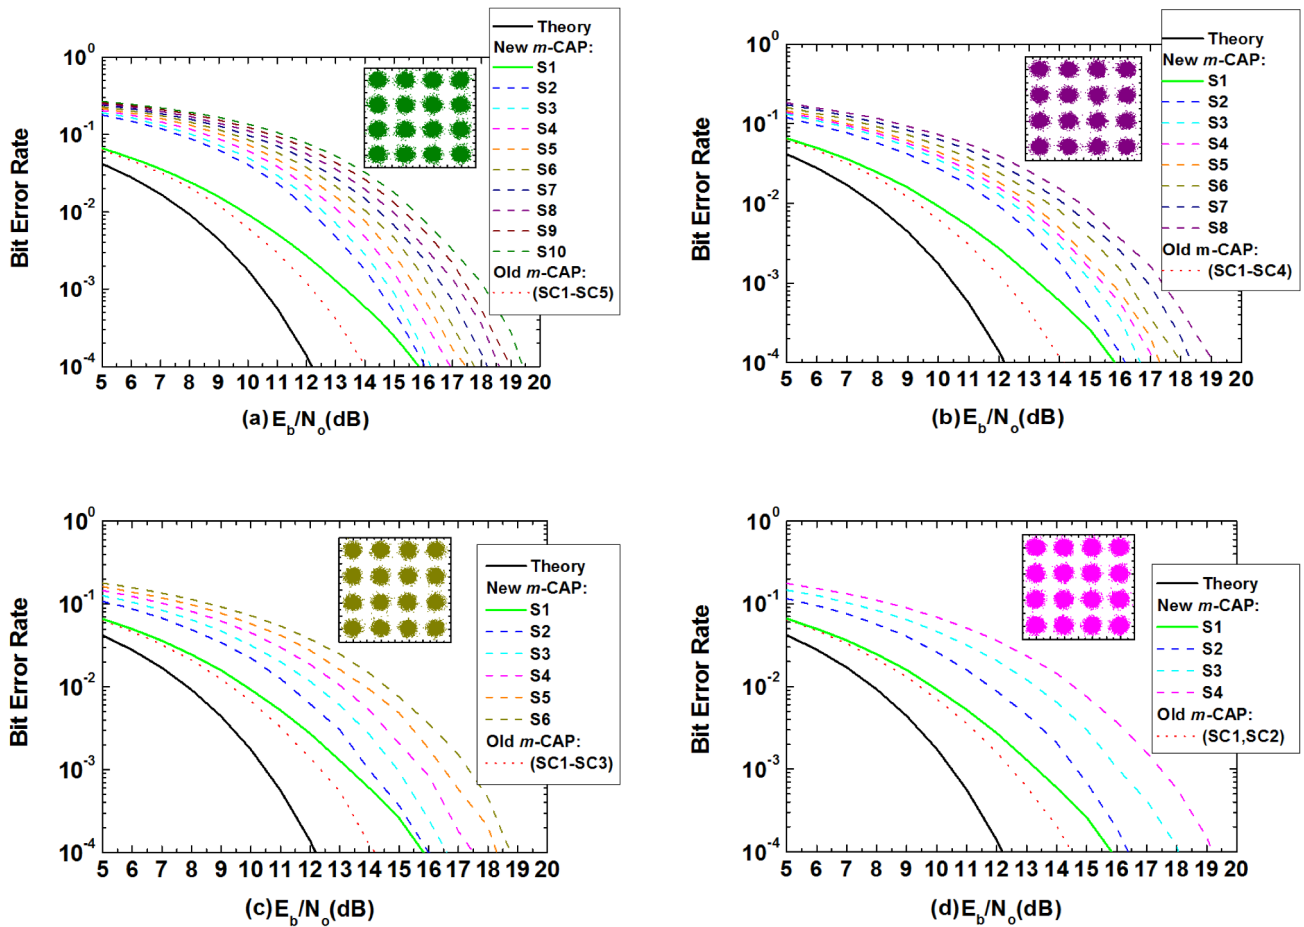 Theory
New m-CAP:
S1
S2
S3
S4
S5
S6
S7
S8
S9
S10
Old m-CAP:
(SC1-SC5)
10^0
10^-1
10^-2
10^-3
10^-4
Bit Error Rate
5 6 7 8 9 10 11 12 13 14 15 16 17 18 19 20
(a) E_b/N_o(dB)
Theory
New m-CAP:
S1
S2
S3
S4
S5
S6
S7
S8
Old m-CAP:
(SC1-SC4)
10^0
10^-1
10^-2
10^-3
10^-4
Bit Error Rate
5 6 7 8 9 10 11 12 13 14 15 16 17 18 19 20
(b) E_b/N_o(dB)
Theory
New m-CAP:
S1
S2
S3
S4
S5
S6
Old m-CAP:
(SC1-SC3)
10^0
10^-1
10^-2
10^-3
10^-4
Bit Error Rate
5 6 7 8 9 10 11 12 13 14 15 16 17 18 19 20
(c) E_b/N_o (dB)
Theory
New m-CAP:
S1
S2
S3
S4
Old m-CAP:
(SC1,SC2)
10^0
10^-1
10^-2
10^-3
10^-4
Bit Error Rate
5 6 7 8 9 10 11 12 13 14 15 16 17 18 19 20
(d) E_b/N_o (dB)